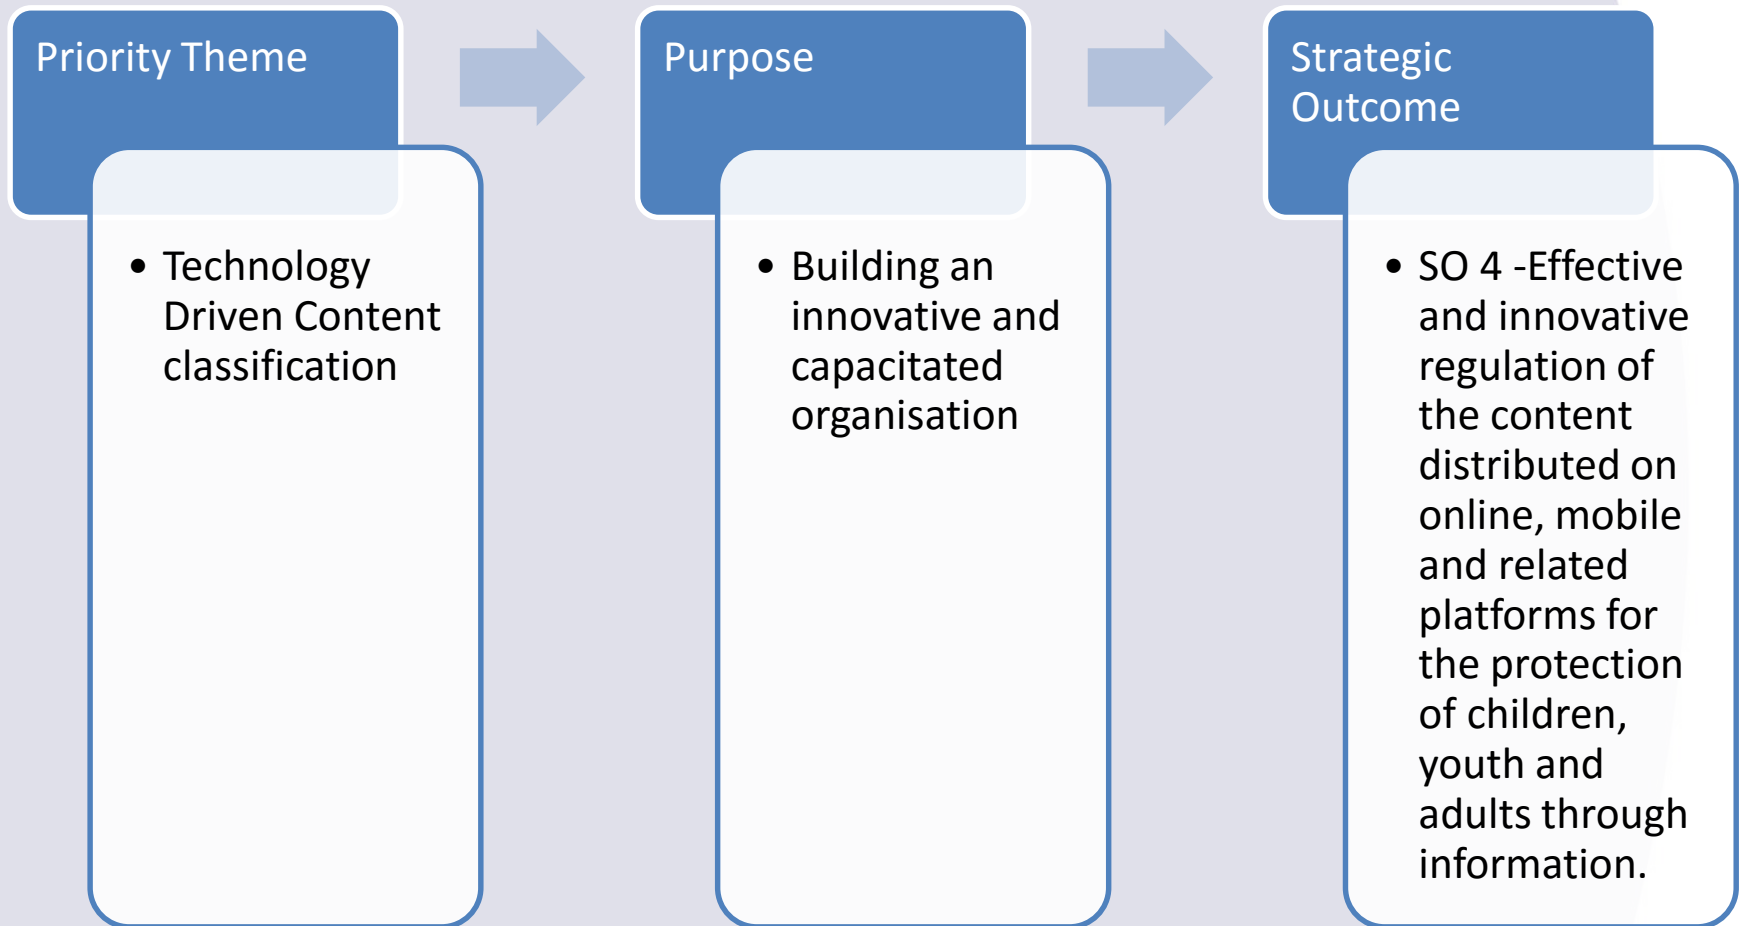 Priority Theme
• Technology
Driven Content
classification
Purpose
• Building an
innovative and
capacitated
organisation
Strategic
Outcome
• SO 4 -Effective
and innovative
regulation of
the content
distributed on
online, mobile
and related
platforms for
the protection
of children,
youth and
adults through
information.